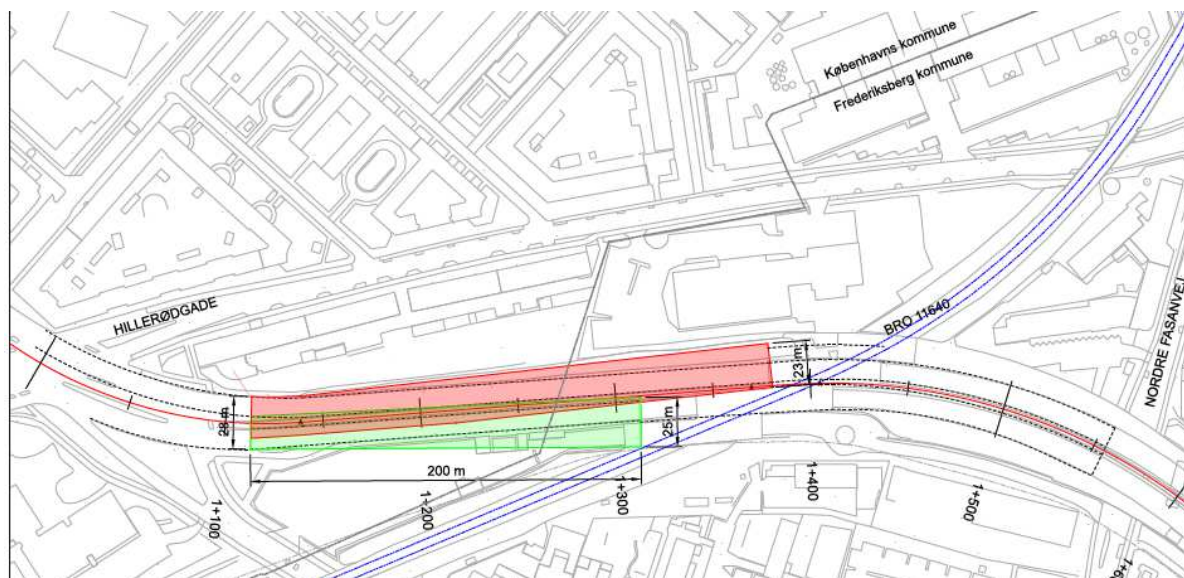 Københavns kommune
Frederiksberg kommune
HILLERØDGADE
BRO 11640
NORDRE FASANVEJ
23 m
28 m
25 m
200 m
1+100
1+200
1+300
1+400
1+500